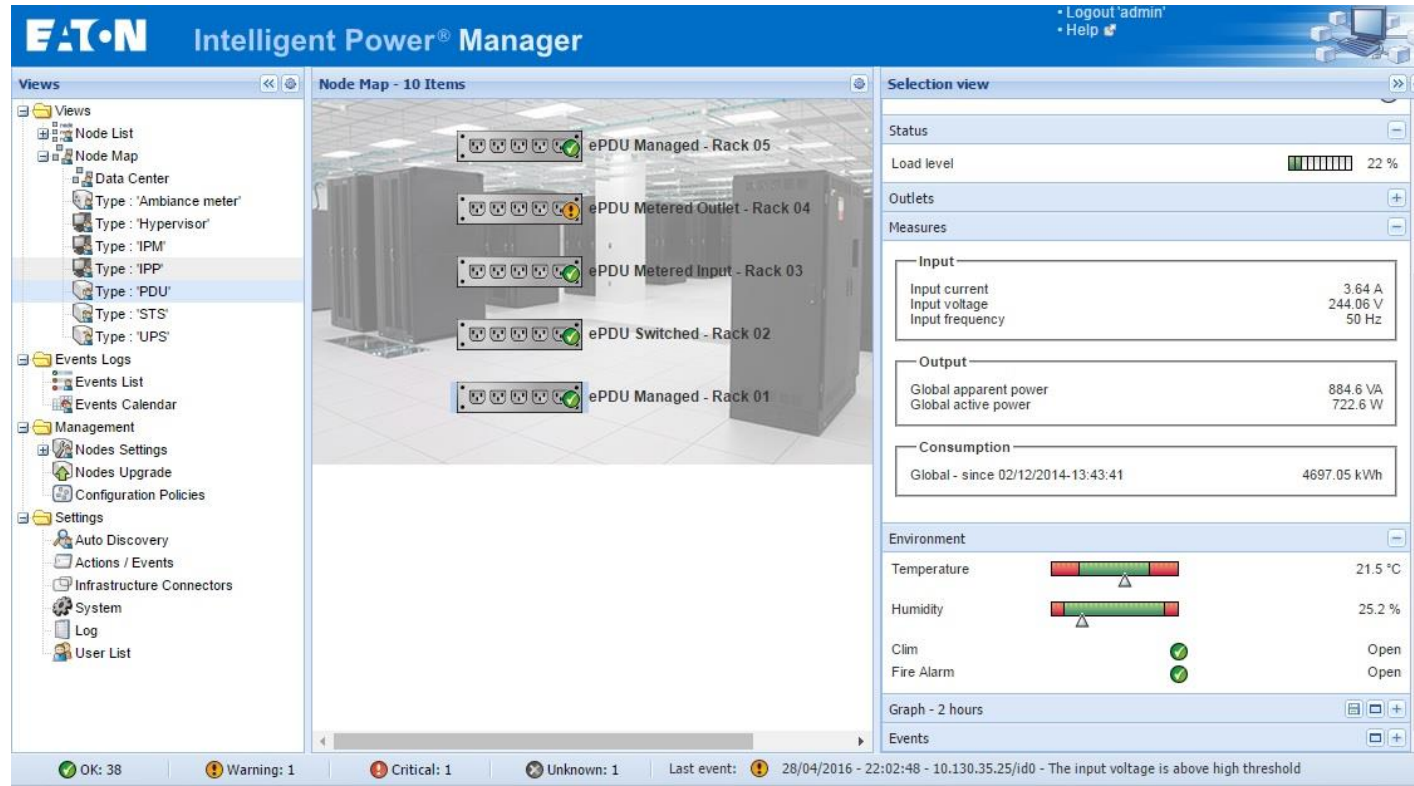 EATON Intelligent Power® Manager
• Logout 'admin'
• Help
Views
Views
Node List
Node Map
Data Center
Type : 'Ambiance meter'
Type : 'Hypervisor'
Type : 'IPM'
Type : 'IPP'
Type : 'PDU'
Type : 'STS'
Type : 'UPS'
Events Logs
Events List
Events Calendar
Management
Nodes Settings
Nodes Upgrade
Configuration Policies
Settings
Auto Discovery
Actions / Events
Infrastructure Connectors
System
Log
User List
Node Map - 10 Items
ePDU Managed - Rack 05
ePDU Metered Outlet - Rack 04
ePDU Metered Input - Rack 03
ePDU Switched - Rack 02
ePDU Managed - Rack 01
Selection view
Status
Load level 22 %
Outlets
Measures
Input
Input current 3.64 A
Input voltage 244.06 V
Input frequency 50 Hz
Output
Global apparent power 884.6 VA
Global active power 722.6 W
Consumption
Global - since 02/12/2014-13:43:41 4697.05 kWh
Environment
Temperature 21.5 °C
Humidity 25.2 %
Clim Open
Fire Alarm Open
Graph - 2 hours
Events
OK: 38 Warning: 1 Critical: 1 Unknown: 1 Last event: 28/04/2016 - 22:02:48 - 10.130.35.25/id0 - The input voltage is above high threshold